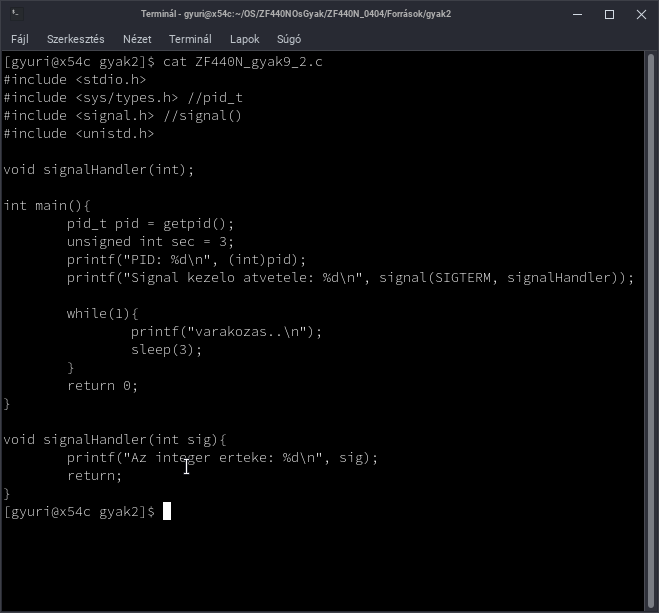 Terminál - gyuri@x54c:~/OS/ZF440NOsGyak/ZF440N_0404/Források/gyak2
Fájl Szerkesztés Nézet Terminál Lapok Súgó
[gyuri@x54c gyak2]$ cat ZF440N_gyak9_2.c
#include <stdio.h>
#include <sys/types.h> //pid_t
#include <signal.h> //signal()
#include <unistd.h>

void signalHandler(int);

int main(){
        pid_t pid = getpid();
        unsigned int sec = 3;
        printf("PID: %d\n", (int)pid);
        printf("Signal kezelo atvetele: %d\n", signal(SIGTERM, signalHandler));

        while(1){
                printf("varakozas..\n");
                sleep(3);
        }
        return 0;
}

void signalHandler(int sig){
        printf("Az integer erteke: %d\n", sig);
        return;
}
[gyuri@x54c gyak2]$